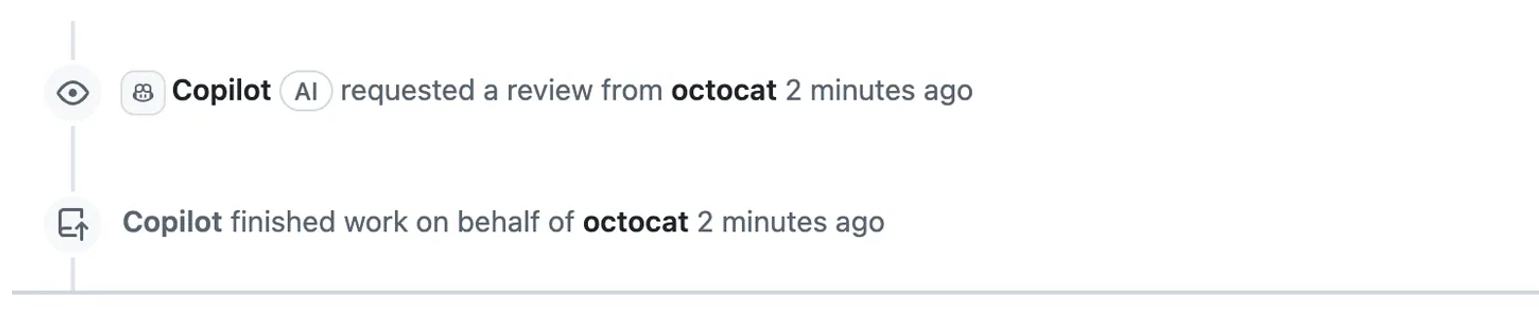 Copilot AI requested a review from octocat 2 minutes ago
Copilot finished work on behalf of octocat 2 minutes ago